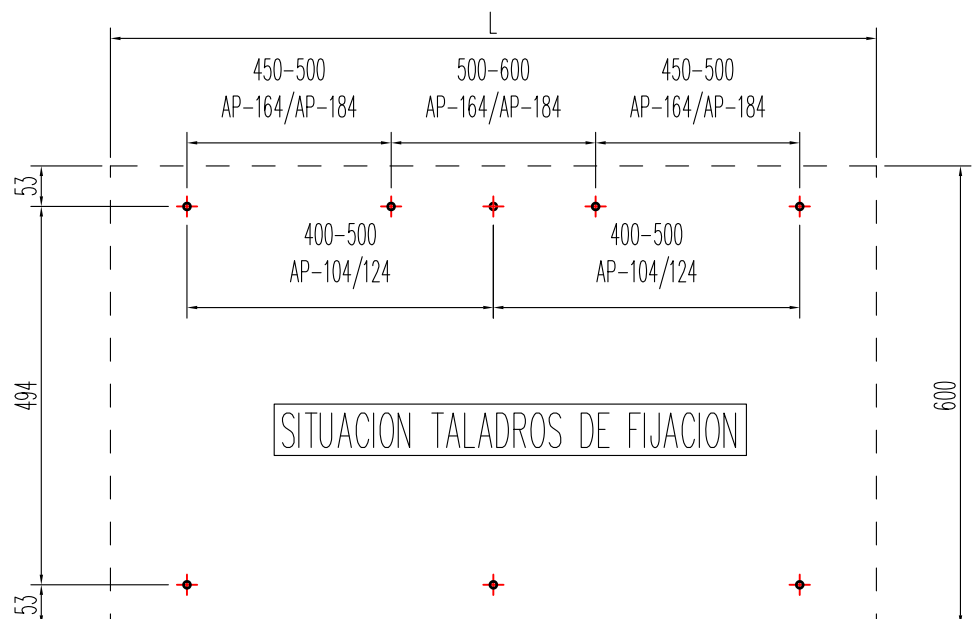 L
450-500
AP-164/AP-184
500-600
AP-164/AP-184
450-500
AP-164/AP-184
53
400-500
AP-104/124
400-500
AP-104/124
494
600
SITUACION TALADROS DE FIJACION
53